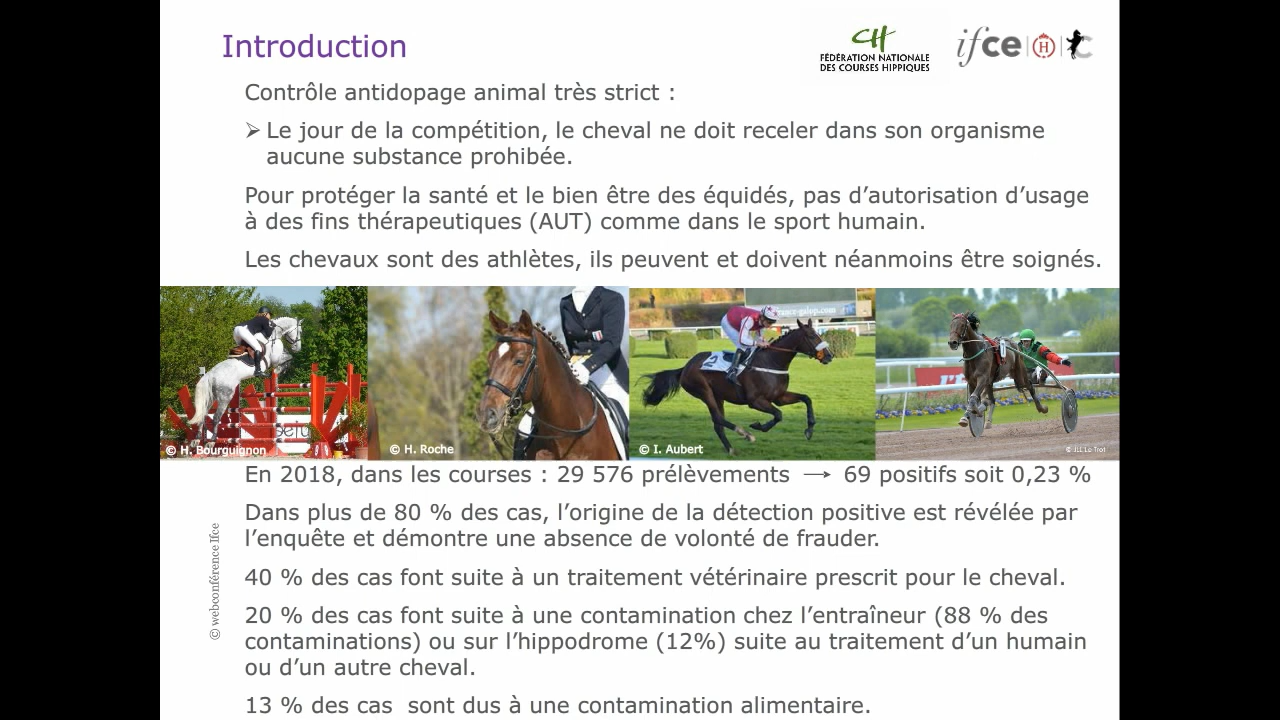 Introduction
CH
FÉDÉRATION NATIONALE
DES COURSES HIPPIQUES
ifce
H
Contrôle antidopage animal très strict :
➢ Le jour de la compétition, le cheval ne doit receler dans son organisme
aucune substance prohibée.
Pour protéger la santé et le bien être des équidés, pas d’autorisation d’usage
à des fins thérapeutiques (AUT) comme dans le sport humain.
Les chevaux sont des athlètes, ils peuvent et doivent néanmoins être soignés.
© H. Bourguignon
© H. Roche
france-galop.com
2
© I. Aubert
En 2018, dans les courses : 29 576 prélèvements → 69 positifs soit 0,23 %
Dans plus de 80 % des cas, l’origine de la détection positive est révélée par
l’enquête et démontre une absence de volonté de frauder.
40 % des cas font suite à un traitement vétérinaire prescrit pour le cheval.
20 % des cas font suite à une contamination chez l’entraîneur (88 % des
contaminations) ou sur l’hippodrome (12%) suite au traitement d’un humain
ou d’un autre cheval.
13 % des cas  sont dus à une contamination alimentaire.
© webconférence Ifce